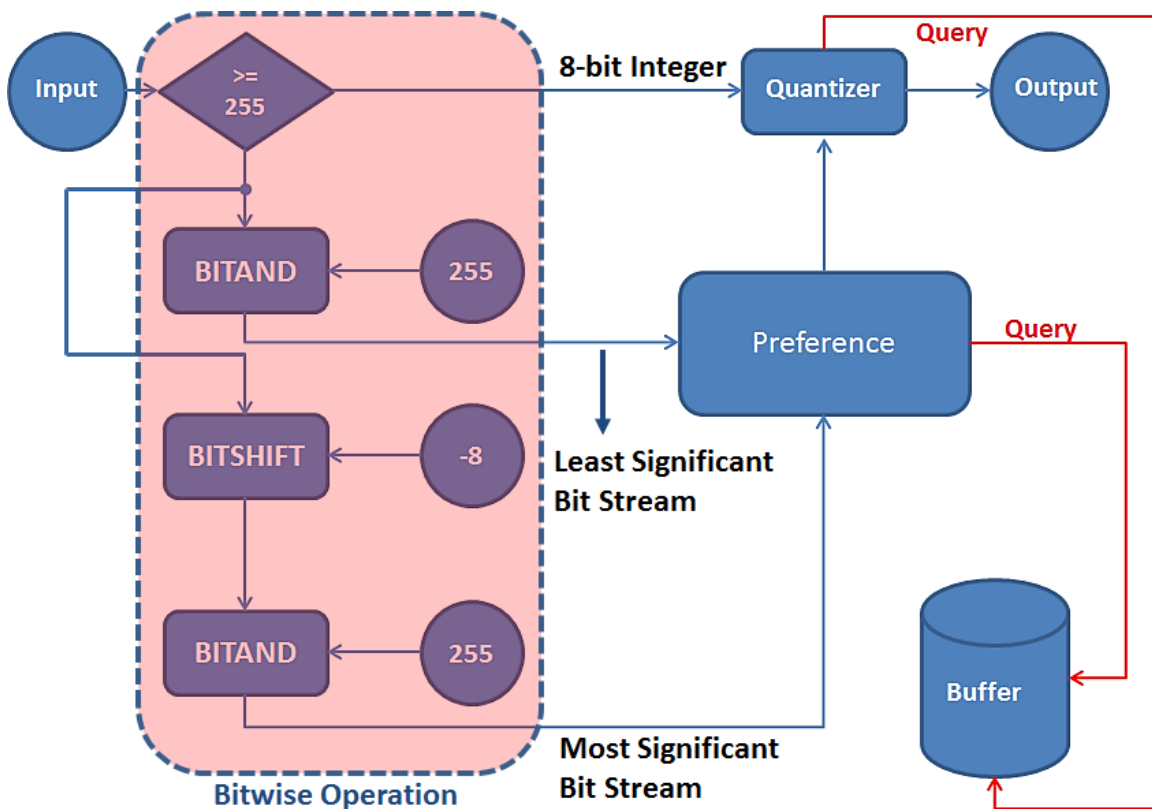 Query
Input
>=
255
8-bit Integer
Quantizer
Output
BITAND
255
Preference
Query
BITSHIFT
-8
Least Significant
Bit Stream
BITAND
255
Buffer
Most Significant
Bit Stream
Bitwise Operation